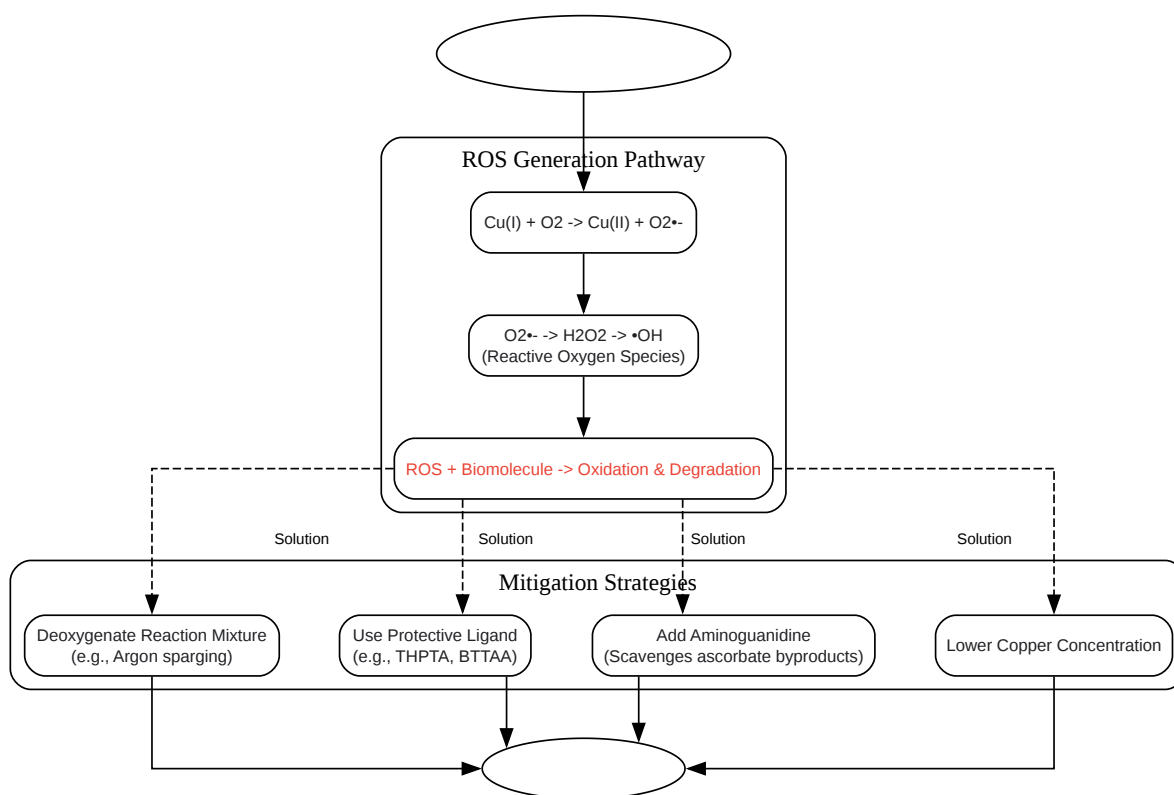 ROS Generation Pathway
Cu(I) + O2 -> Cu(II) + O2•-
O2•- -> H2O2 -> •OH
(Reactive Oxygen Species)
ROS + Biomolecule -> Oxidation & Degradation
Solution
Solution
Solution
Solution
Mitigation Strategies
Deoxygenate Reaction Mixture
(e.g., Argon sparging)
Use Protective Ligand
(e.g., THPTA, BTTAA)
Add Aminoguanidine
(Scavenges ascorbate byproducts)
Lower Copper Concentration